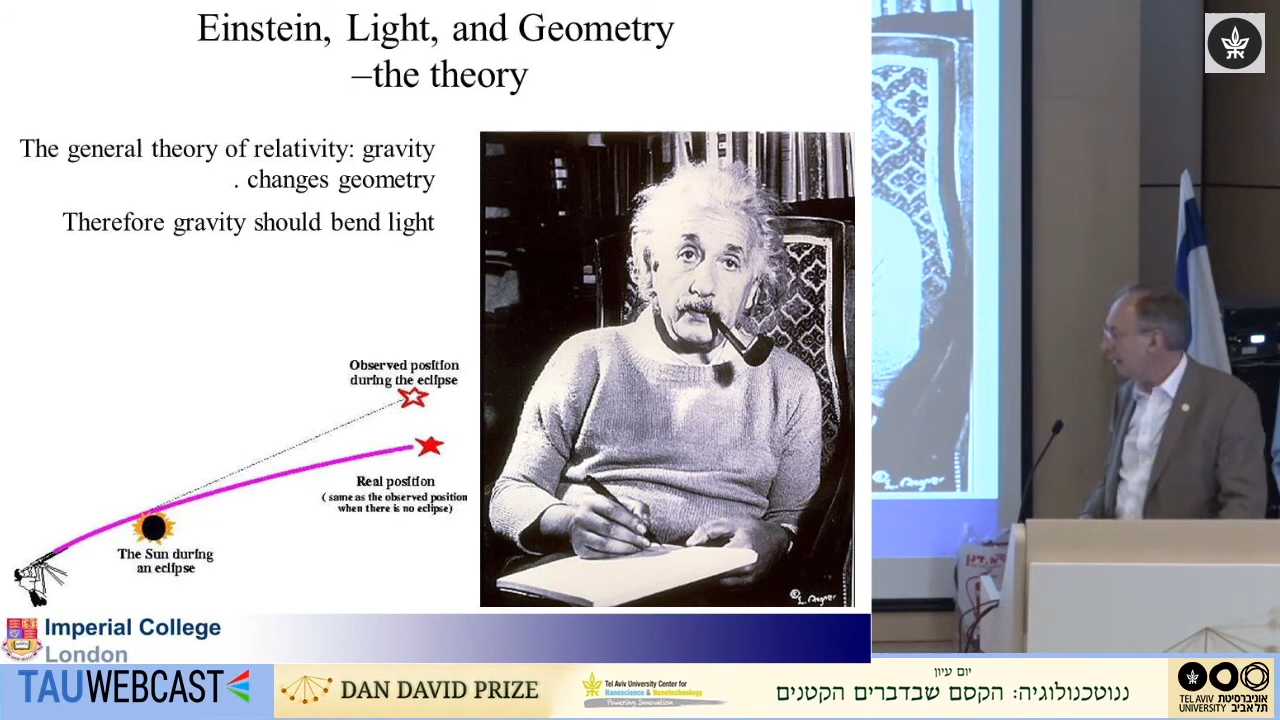 Einstein, Light, and Geometry
–the theory
The general theory of relativity: gravity
. changes geometry
Therefore gravity should bend light
Observed position
during the eclipse
Real position
( same as the observed position
when there is no eclipse)
The Sun during
an eclipse
Imperial College
London
TAUWEBCAST
DAN DAVID PRIZE
Tel Aviv University Center for
Nanoscience & Nanotechnology
Powering Innovation
יום עיון
ננוטכנולוגיה: הקסם שבדברים הקטנים
TEL AVIV אוניברסיטת
UNIVERSITY תל אביב